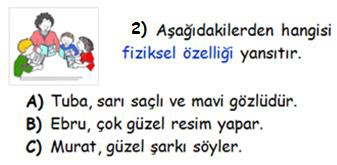 2) Aşağıdakilerden hangisi
fiziksel özelliği yansıtır.
A) Tuba, sarı saçlı ve mavi gözlüdür.
B) Ebru, çok güzel resim yapar.
C) Murat, güzel şarkı söyler.